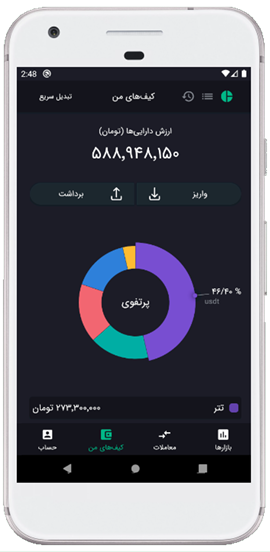 2:48
کیف‌های من
تبدیل سریع
ارزش دارایی‌ها (تومان)
۵۸۸,۹۴۸,۱۵۰
واریز
برداشت
۴۶/۴۰ %
usdt
پرتفوی
تتر
۲۷۳,۳۰۰,۰۰۰ تومان
بازارها
معاملات
کیف‌های من
حساب